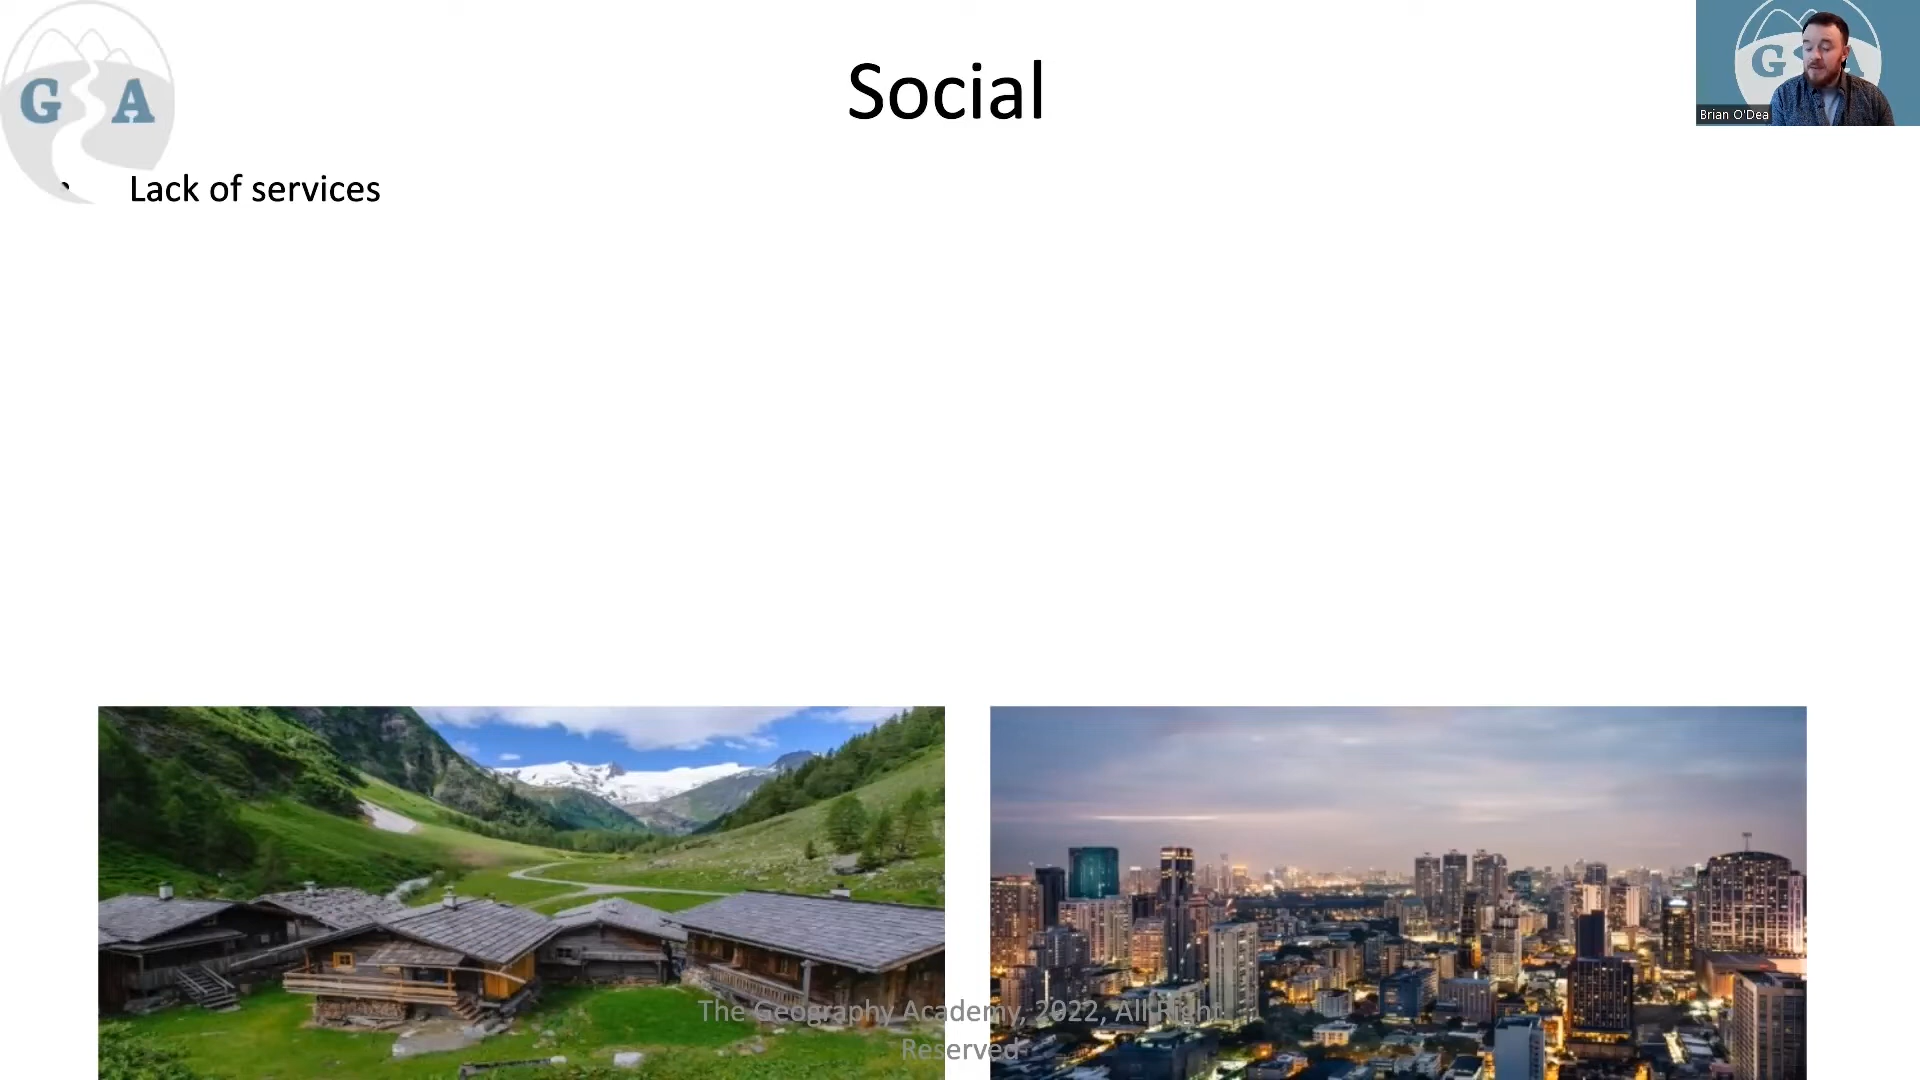 G A
Social
G A
Brian O'Dea
• Lack of services
The Geography Academy, 2022, All Right
Reserved